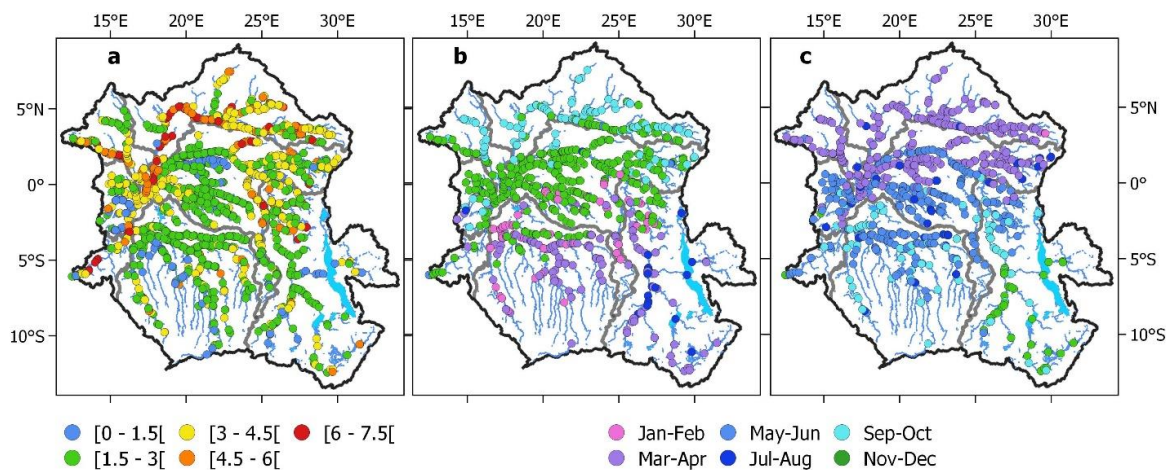 15°E 20°E 25°E 30°E 15°E 20°E 25°E 30°E 15°E 20°E 25°E 30°E
a b c
5°N 5°N
0° 0°
5°S 5°S
10°S 10°S
[0 - 1.5[ [3 - 4.5[ [6 - 7.5[ Jan-Feb May-Jun Sep-Oct
[1.5 - 3[ [4.5 - 6[ Mar-Apr Jul-Aug Nov-Dec